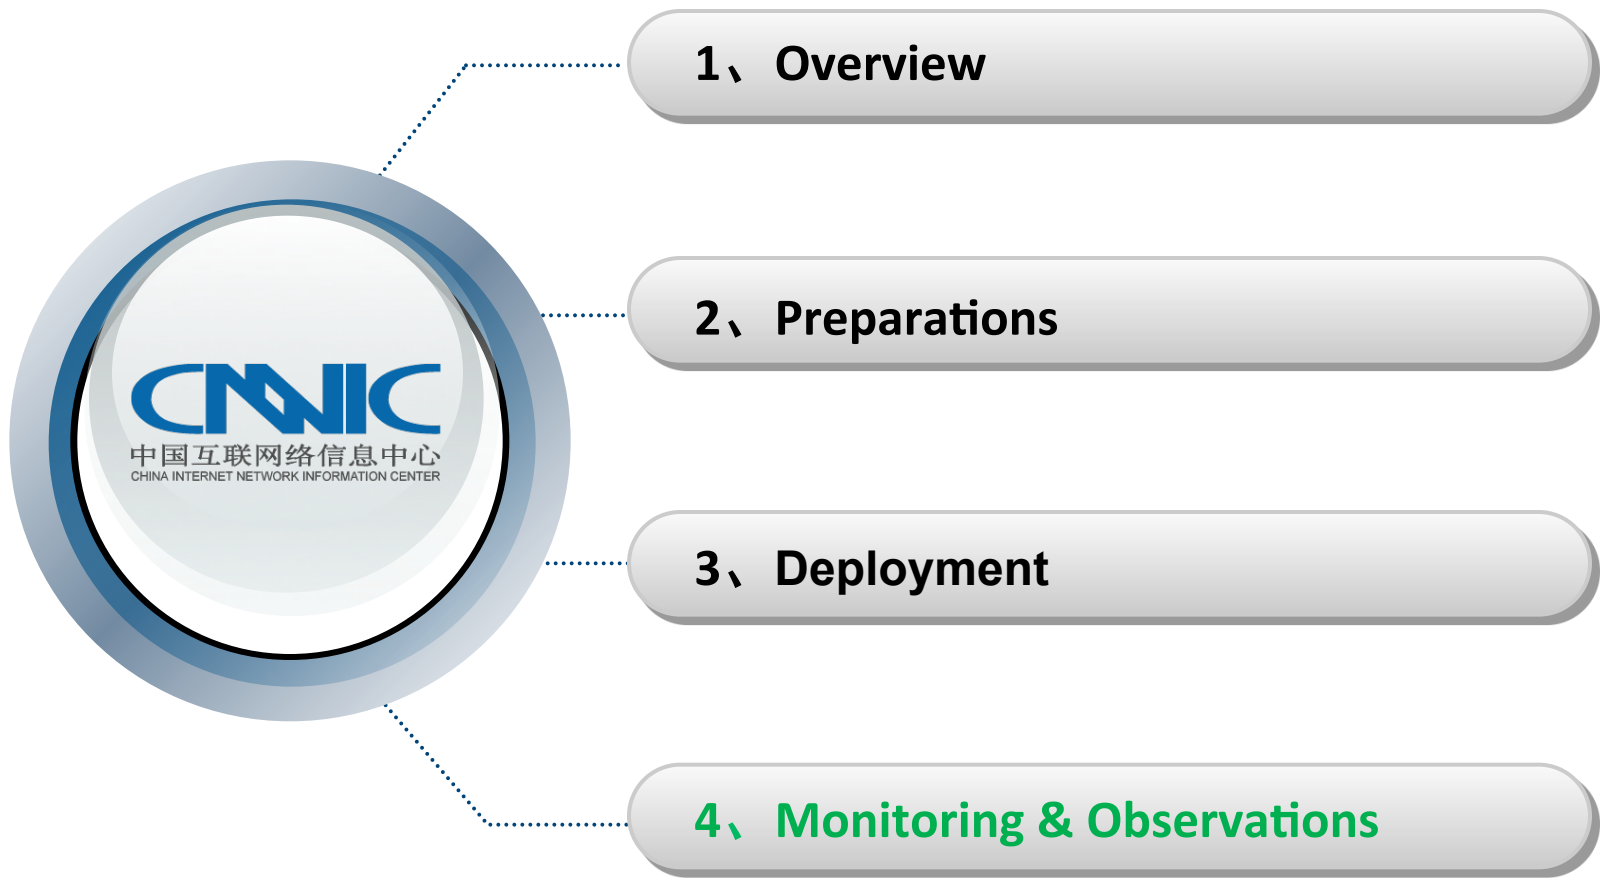 1、Overview
2、Preparations
CNNIC
中国互联网络信息中心
CHINA INTERNET NETWORK INFORMATION CENTER
3、Deployment
4、Monitoring & Observations